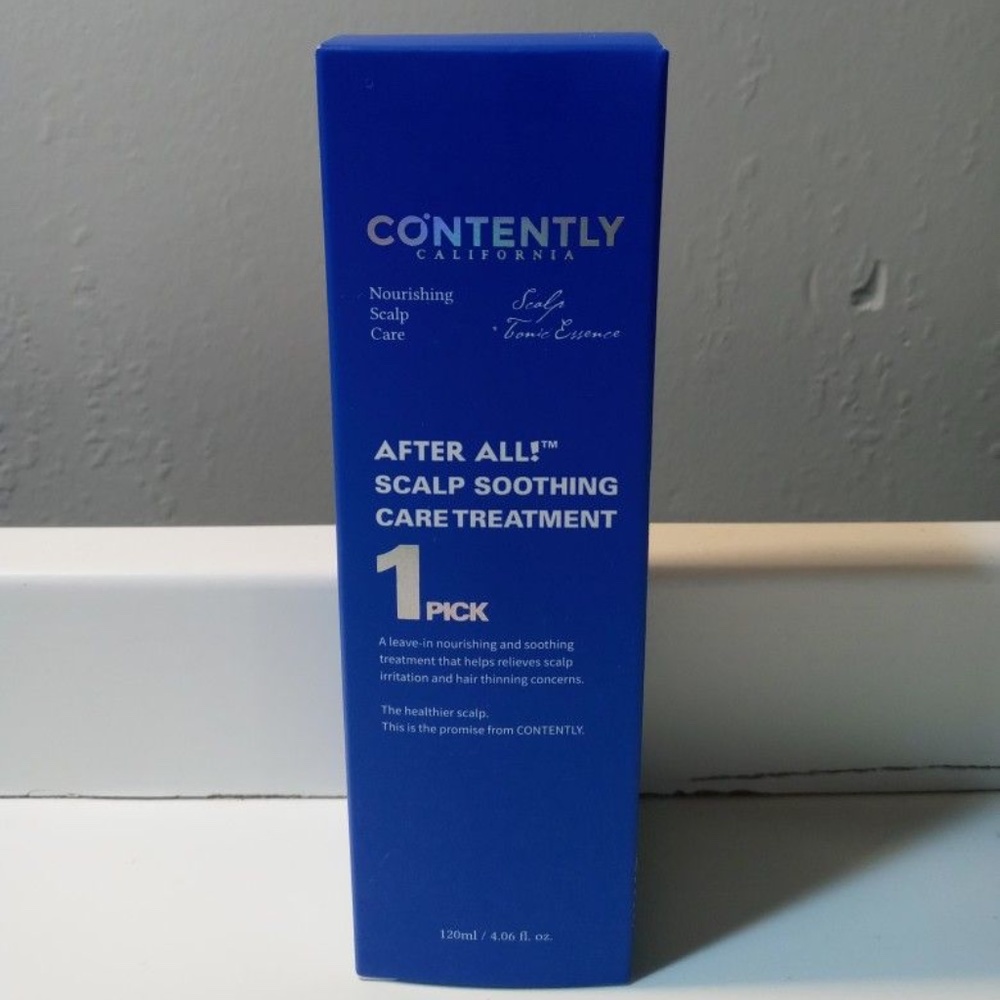 CONTENTLY
CALIFORNIA
Nourishing
Scalp
Care
Scalp
Tonic Essence
AFTER ALL!™
SCALP SOOTHING
CARE TREATMENT
1 PICK
A leave-in nourishing and soothing
treatment that helps relieves scalp
irritation and hair thinning concerns.
The healthier scalp.
This is the promise from CONTENTLY.
120ml / 4.06 fl. oz.